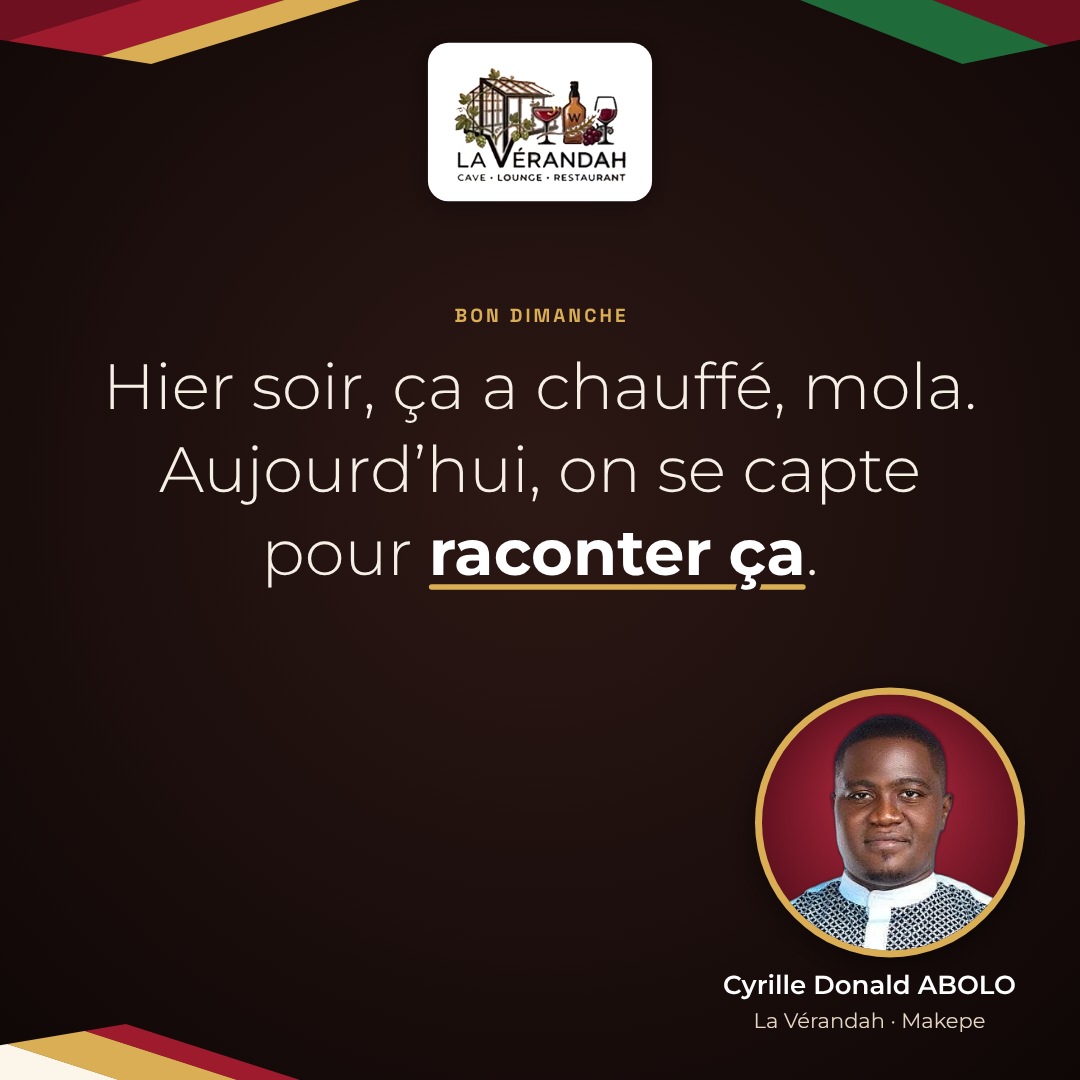 W
LA VÉRANDAH
CAVE • LOUNGE • RESTAURANT
BON DIMANCHE
Hier soir, ça a chauffé, mola.
Aujourd’hui, on se capte
pour raconter ça.
Cyrille Donald ABOLO
La Vérandah · Makepe